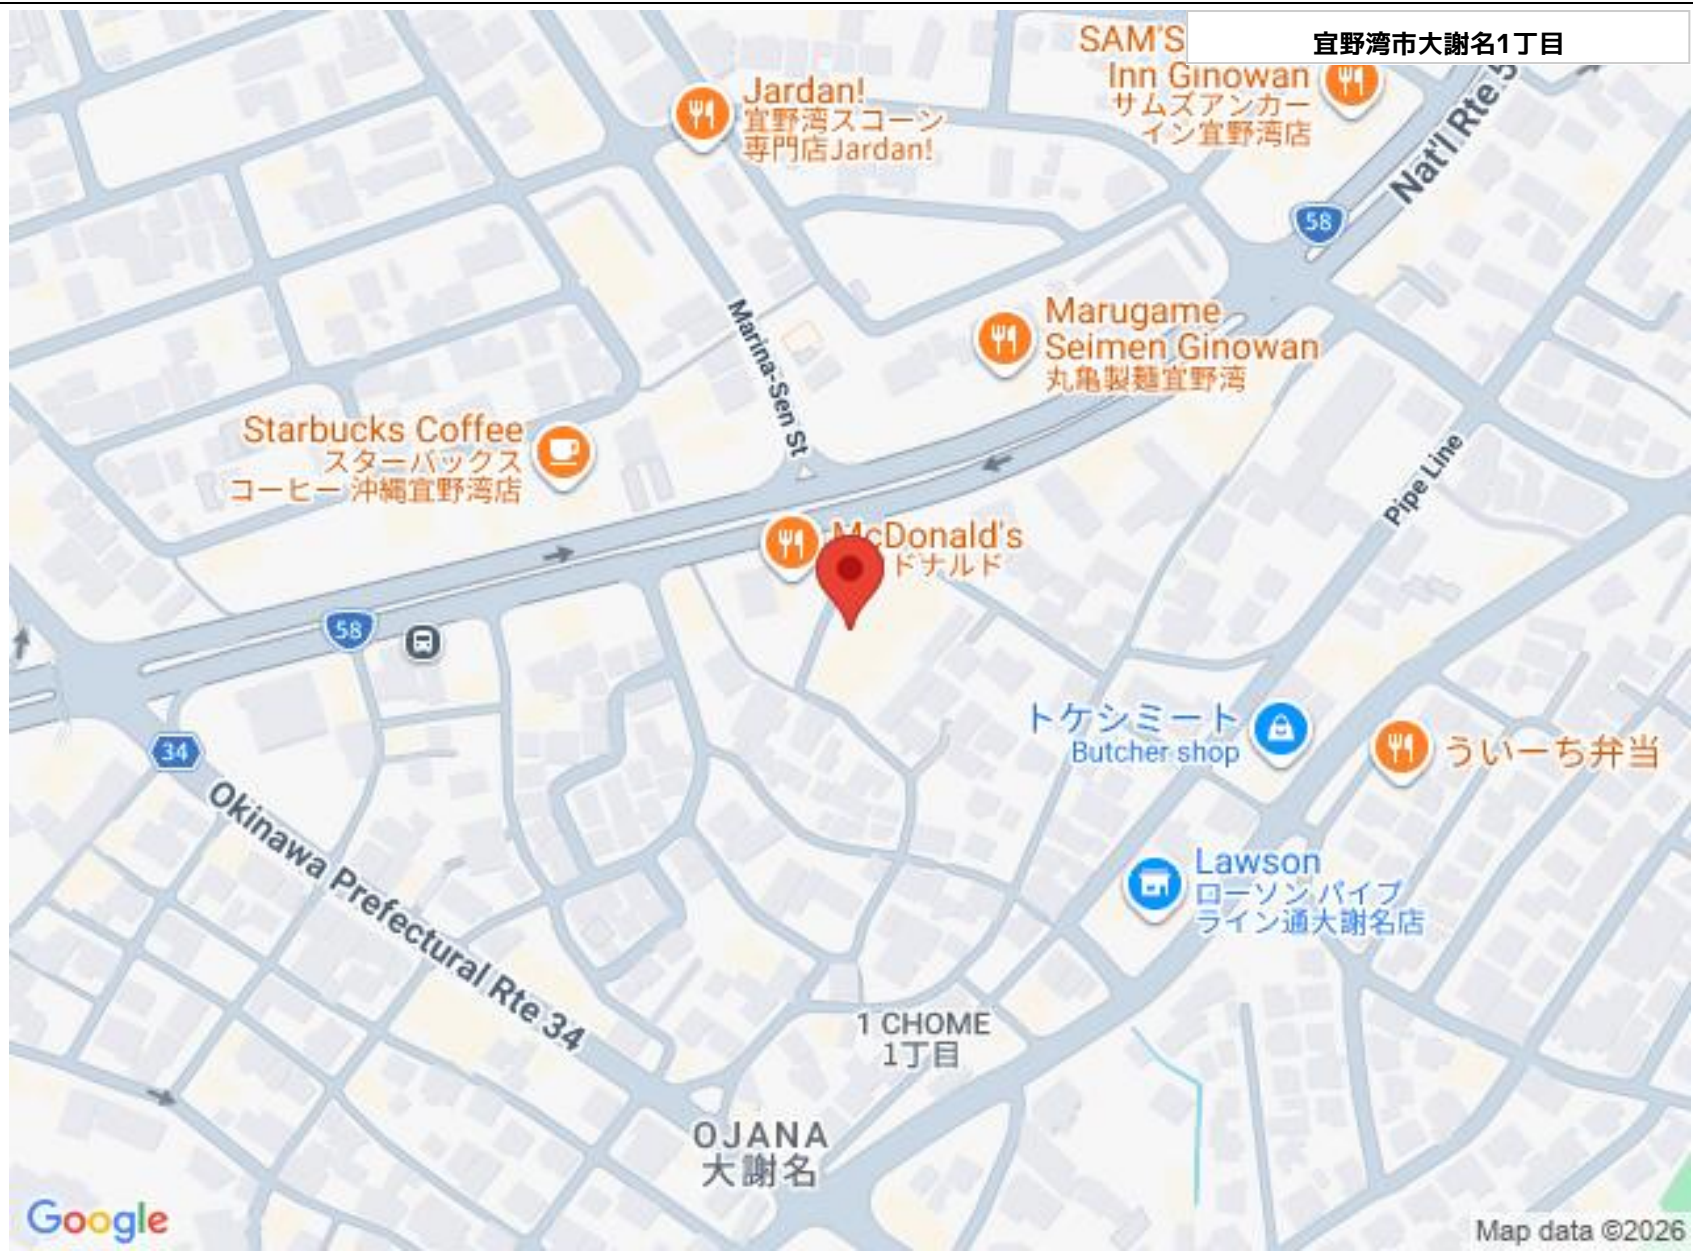 宜野湾市大謝名1丁目
SAM'S
Inn Ginowan
サムズアンカー
イン宜野湾店
Jardan!
宜野湾スコーン
専門店Jardan!
Nat'l Rte 5
58
Marugame
Seimen Ginowan
丸亀製麺宜野湾
Marina-Sen St
Starbucks Coffee
スターバックス
コーヒー 沖縄宜野湾店
Pipe Line
McDonald's
ドナルド
58
トケシミート
Butcher shop
ういーち弁当
34
Okinawa Prefectural Rte 34
Lawson
ローソン パイプ
ライン通大謝名店
1 CHOME
1丁目
OJANA
大謝名
Google
Map data ©2026